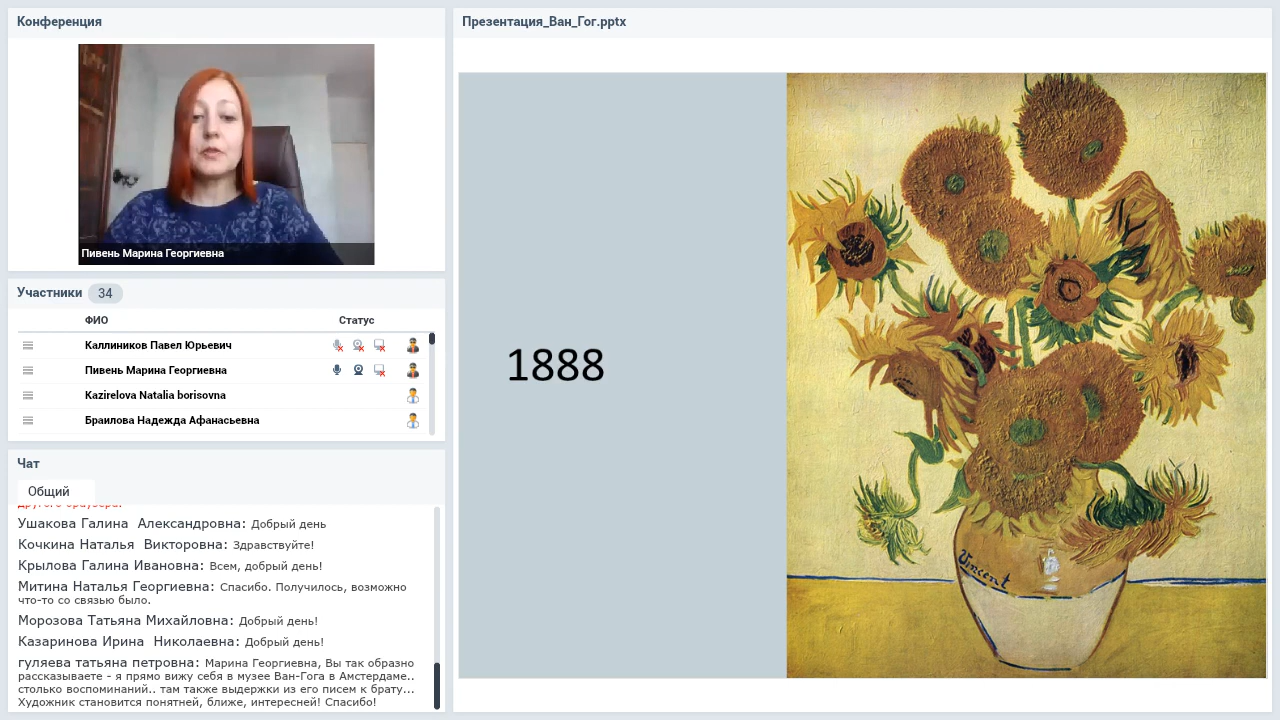 Конференция
Пивень Марина Георгиевна
Участники 34
ФИО Статус
Каллиников Павел Юрьевич
Пивень Марина Георгиевна
Kazirelova Natalia borisovna
Браилова Надежда Афанасьевна
Чат
Общий
другого браузера.
Ушакова Галина Александровна: Добрый день
Кочкина Наталья Викторовна: Здравствуйте!
Крылова Галина Ивановна: Всем, добрый день!
Митина Наталья Георгиевна: Спасибо. Получилось, возможно
что-то со связью было.
Морозова Татьяна Михайловна: Добрый день!
Казаринова Ирина Николаевна: Добрый день!
гуляева татьяна петровна: Марина Георгиевна, Вы так образно
рассказываете - я прямо вижу себя в музее Ван-Гога в Амстердаме..
столько воспоминаний.. там также выдержки из его писем к брату...
Художник становится понятней, ближе, интересней! Спасибо!
Презентация_Ван_Гог.pptx
1888
Vincent